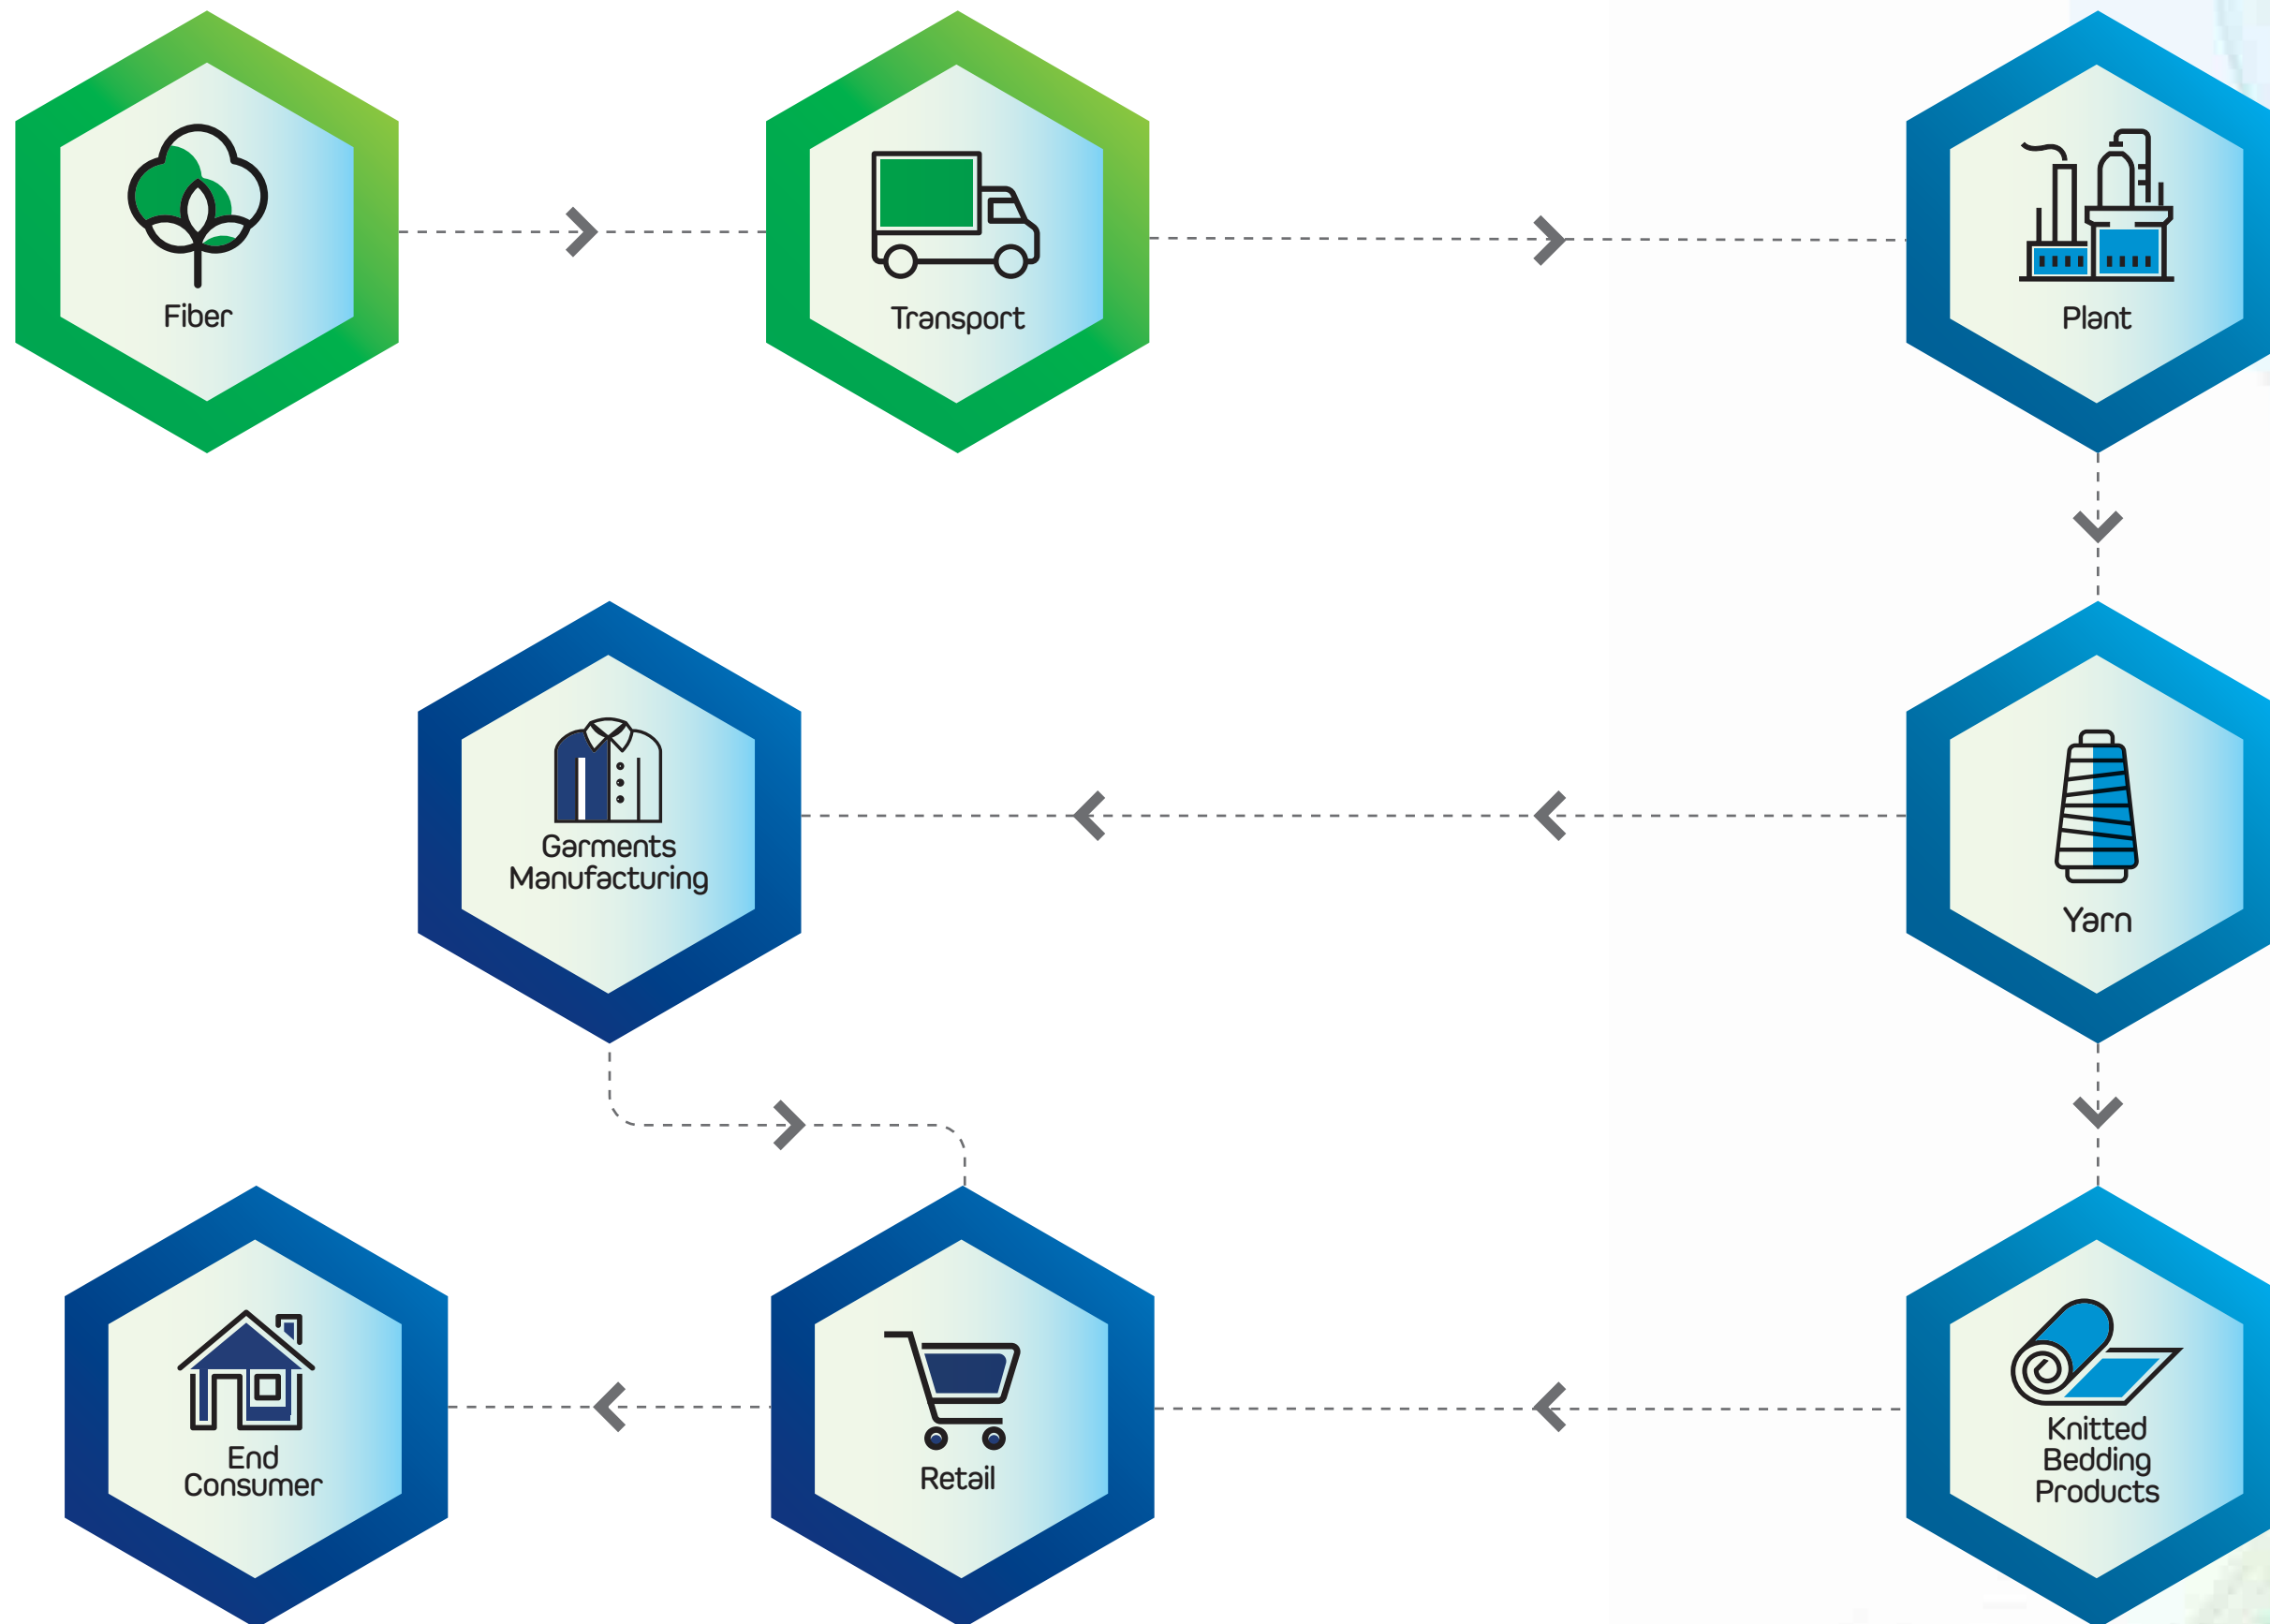 Fiber
Transport
Plant
Garments
Manufacturing
Yarn
End
Consumer
Retail
Knitted
Bedding
Products